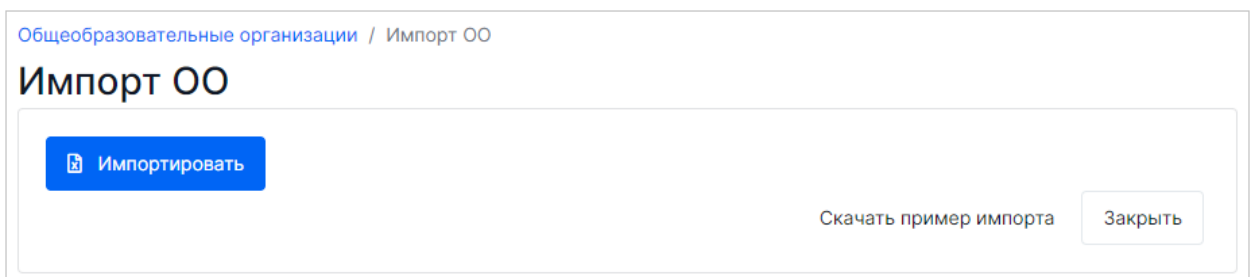 Общеобразовательные организации / Импорт ОО
Импорт ОО
Импортировать
Скачать пример импорта Закрыть